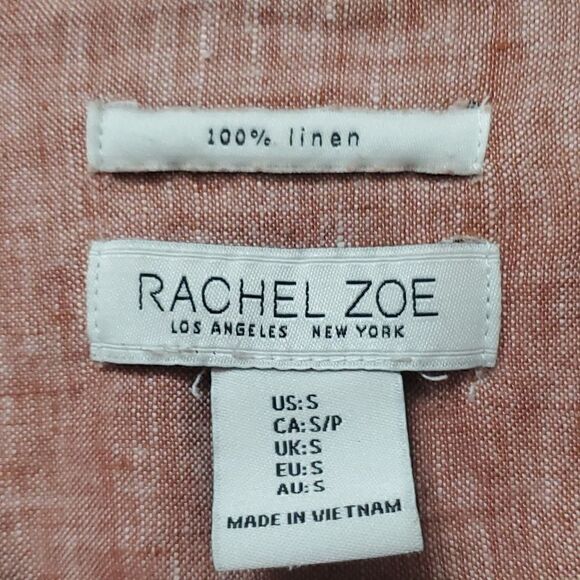 100% linen
RACHEL ZOE
LOS ANGELES NEW YORK
US: S
CA: S/P
UK: S
EU: S
AU: S
MADE IN VIETNAM